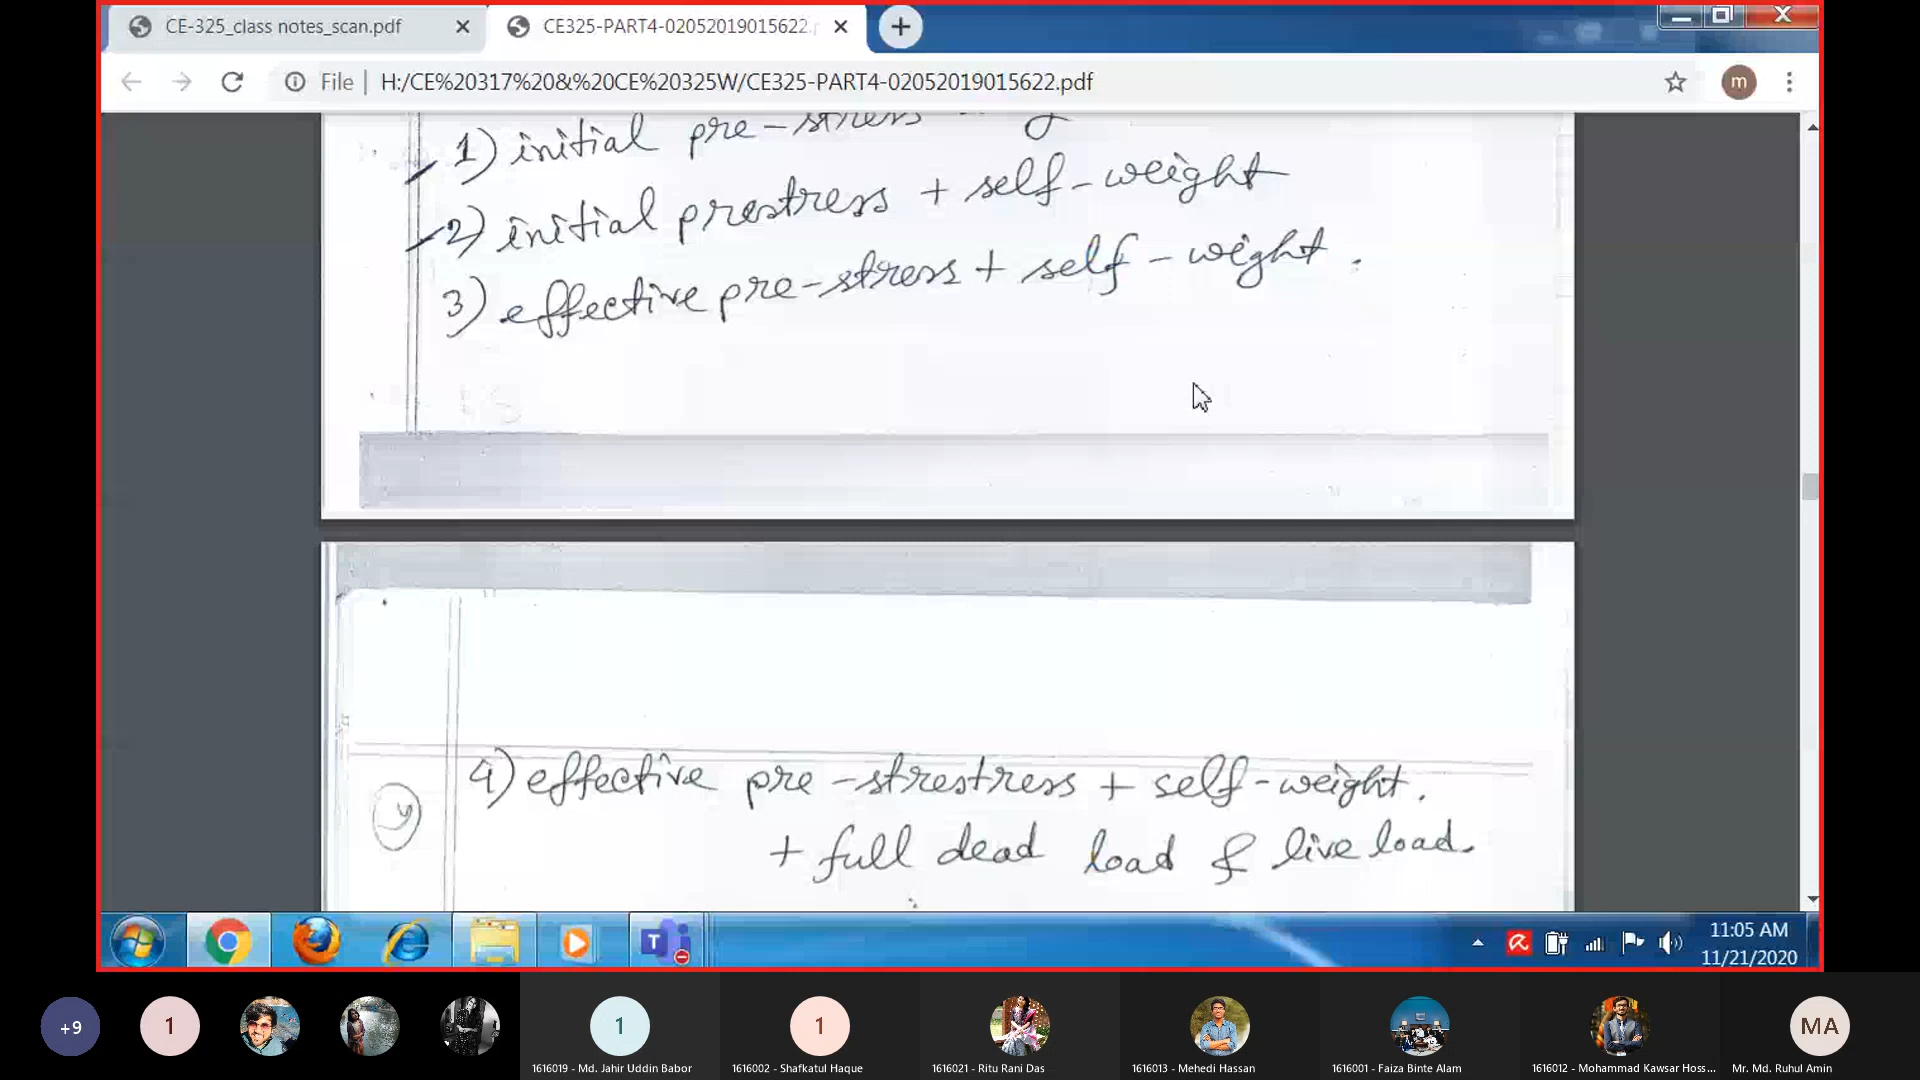 CE-325_class notes_scan.pdf
CE325-PART4-02052019015622.p
File H:/CE%20317%20&%20CE%20325W/CE325-PART4-02052019015622.pdf
m
1) initial pre-stress
2) initial prestress + self-weight
3) effective pre-stress + self-wight.
4) effective pre-strestress + self-weight.
+ full dead load & live load.
11:05 AM
11/21/2020
+9
1
1
1
MA
1616019 - Md. Jahir Uddin Babor
1616002 - Shafkatul Haque
1616021 - Ritu Rani Das
1616013 - Mehedi Hassan
1616001 - Faiza Binte Alam
1616012 - Mohammad Kawsar Hoss...
Mr. Md. Ruhul Amin